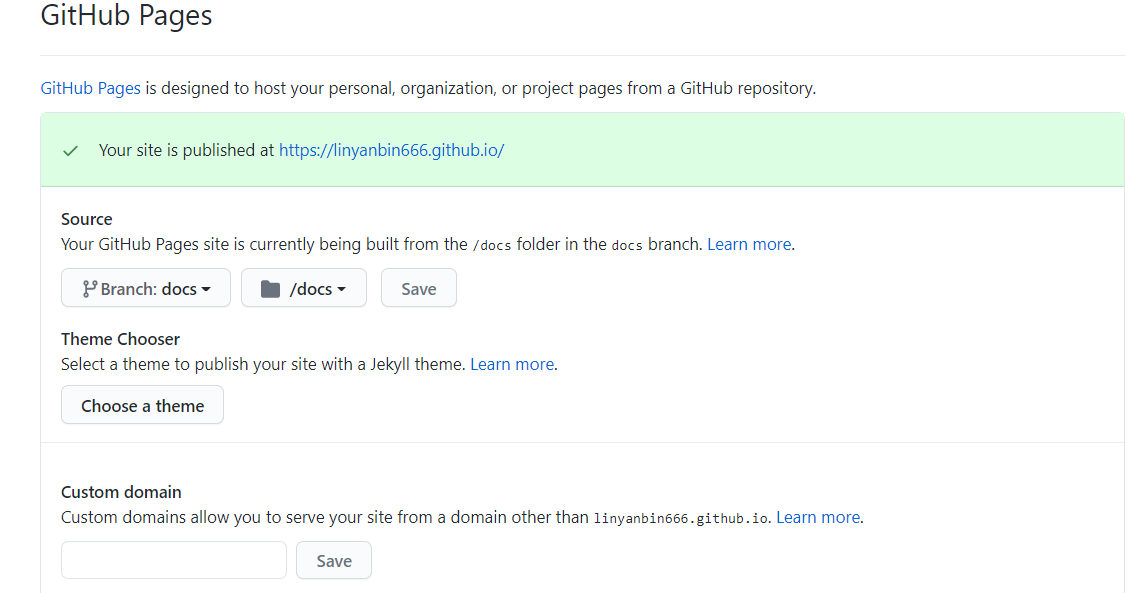 GitHub Pages
GitHub Pages is designed to host your personal, organization, or project pages from a GitHub repository.
Your site is published at https://linyanbin666.github.io/
Source
Your GitHub Pages site is currently being built from the /docs folder in the docs branch. Learn more.
Branch: docs /docs Save
Theme Chooser
Select a theme to publish your site with a Jekyll theme. Learn more.
Choose a theme
Custom domain
Custom domains allow you to serve your site from a domain other than linyanbin666.github.io. Learn more.
Save